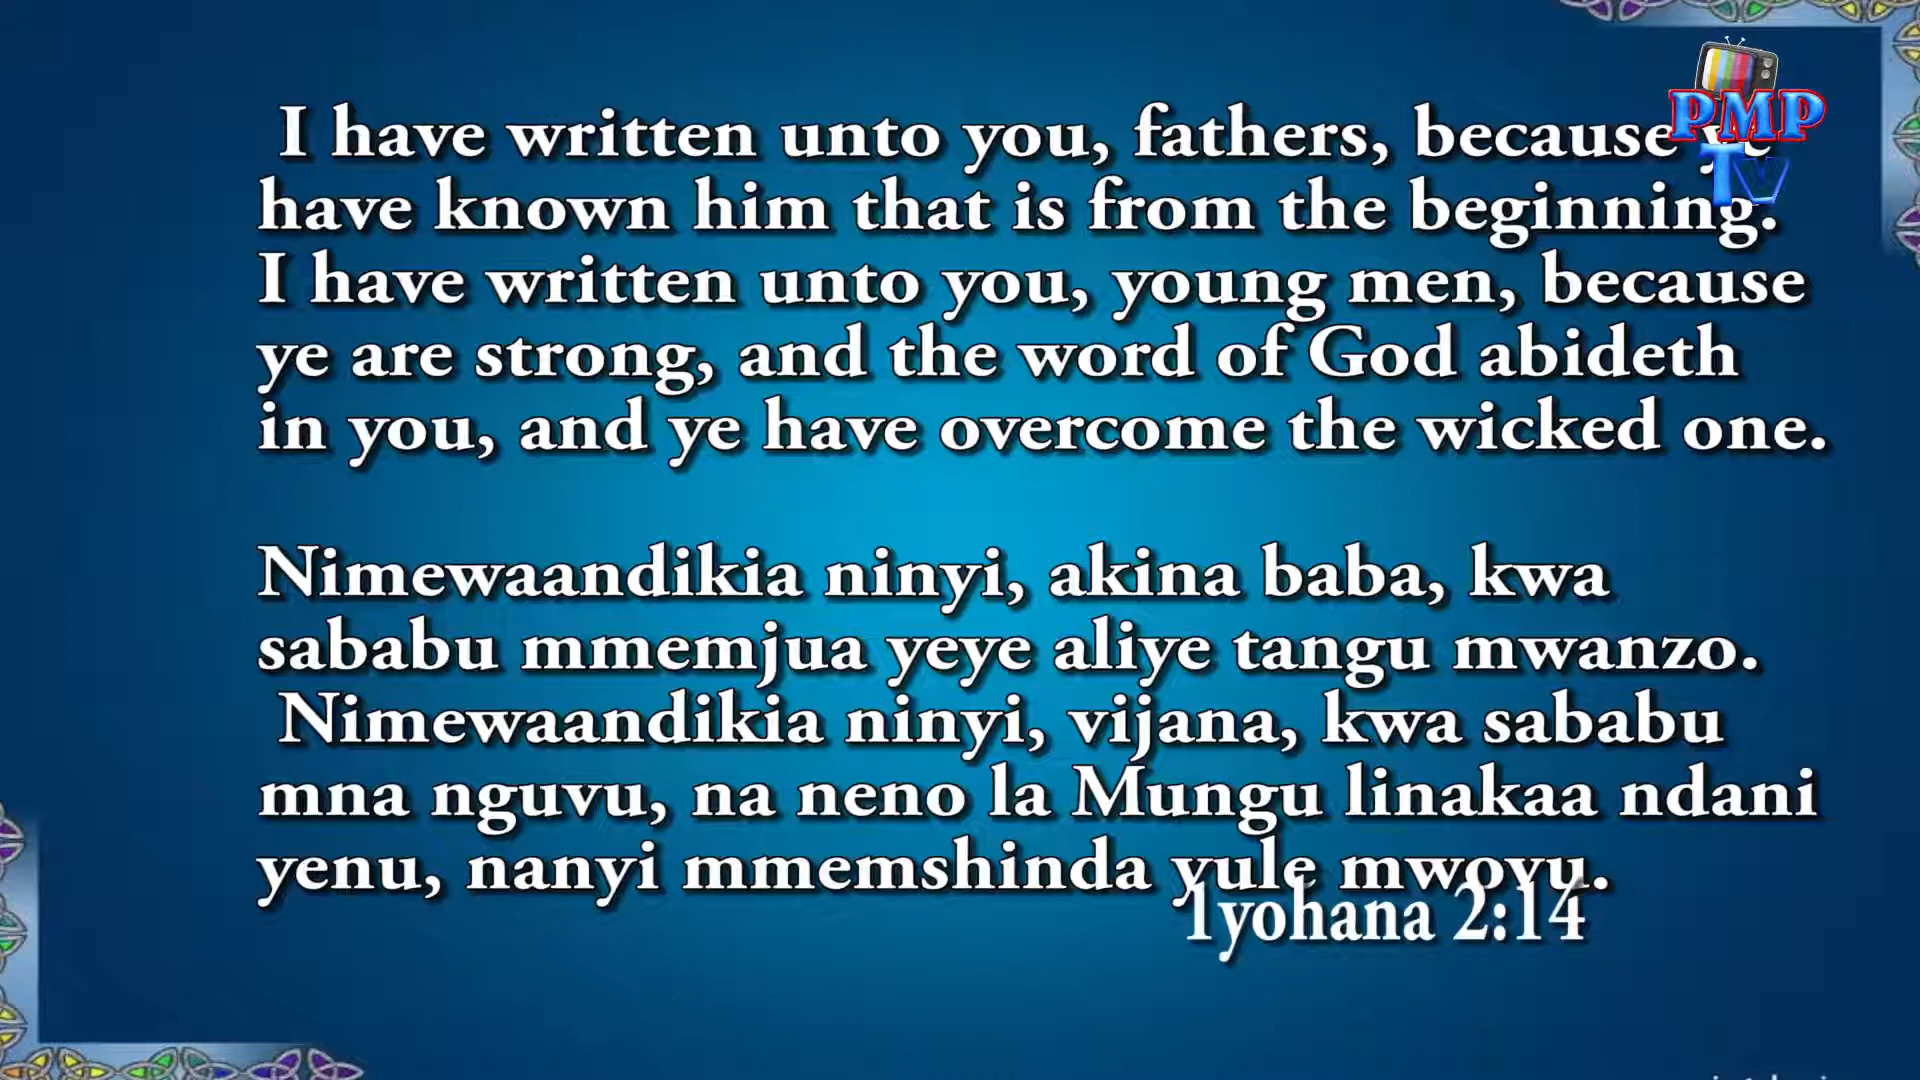 I have written unto you, fathers, because ye
have known him that is from the beginning.
I have written unto you, young men, because
ye are strong, and the word of God abideth
in you, and ye have overcome the wicked one.
Nimewaandikia ninyi, akina baba, kwa
sababu mmemjua yeye aliye tangu mwanzo.
Nimewaandikia ninyi, vijana, kwa sababu
mna nguvu, na neno la Mungu linakaa ndani
yenu, nanyi mmemshinda yule mwovu.
1yohana 2:14
PMP
TV